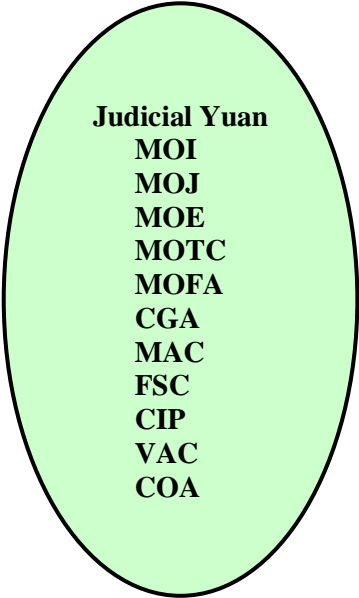 Judicial Yuan
MOI
MOJ
MOE
MOTC
MOFA
CGA
MAC
FSC
CIP
VAC
COA